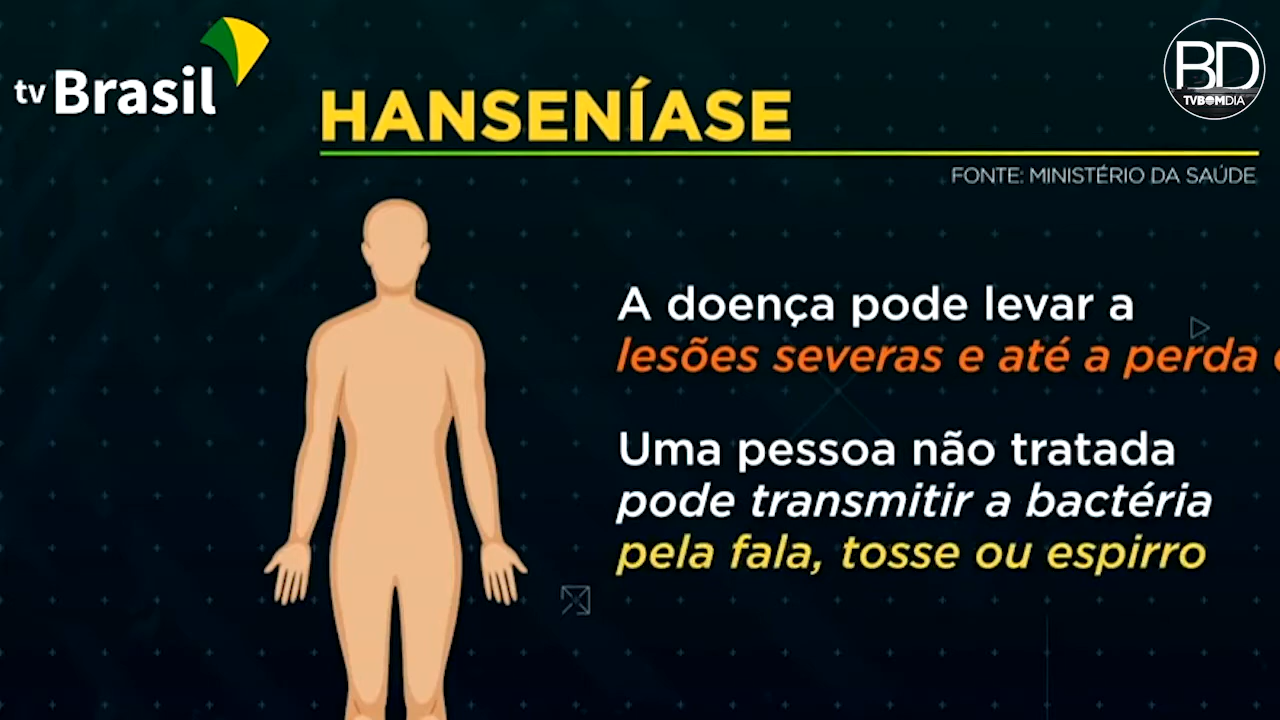 tv Brasil
BD
TVBOMDIA
HANSENÍASE
FONTE: MINISTÉRIO DA SAÚDE
A doença pode levar a
lesões severas e até a perda
Uma pessoa não tratada
pode transmitir a bactéria
pela fala, tosse ou espirro